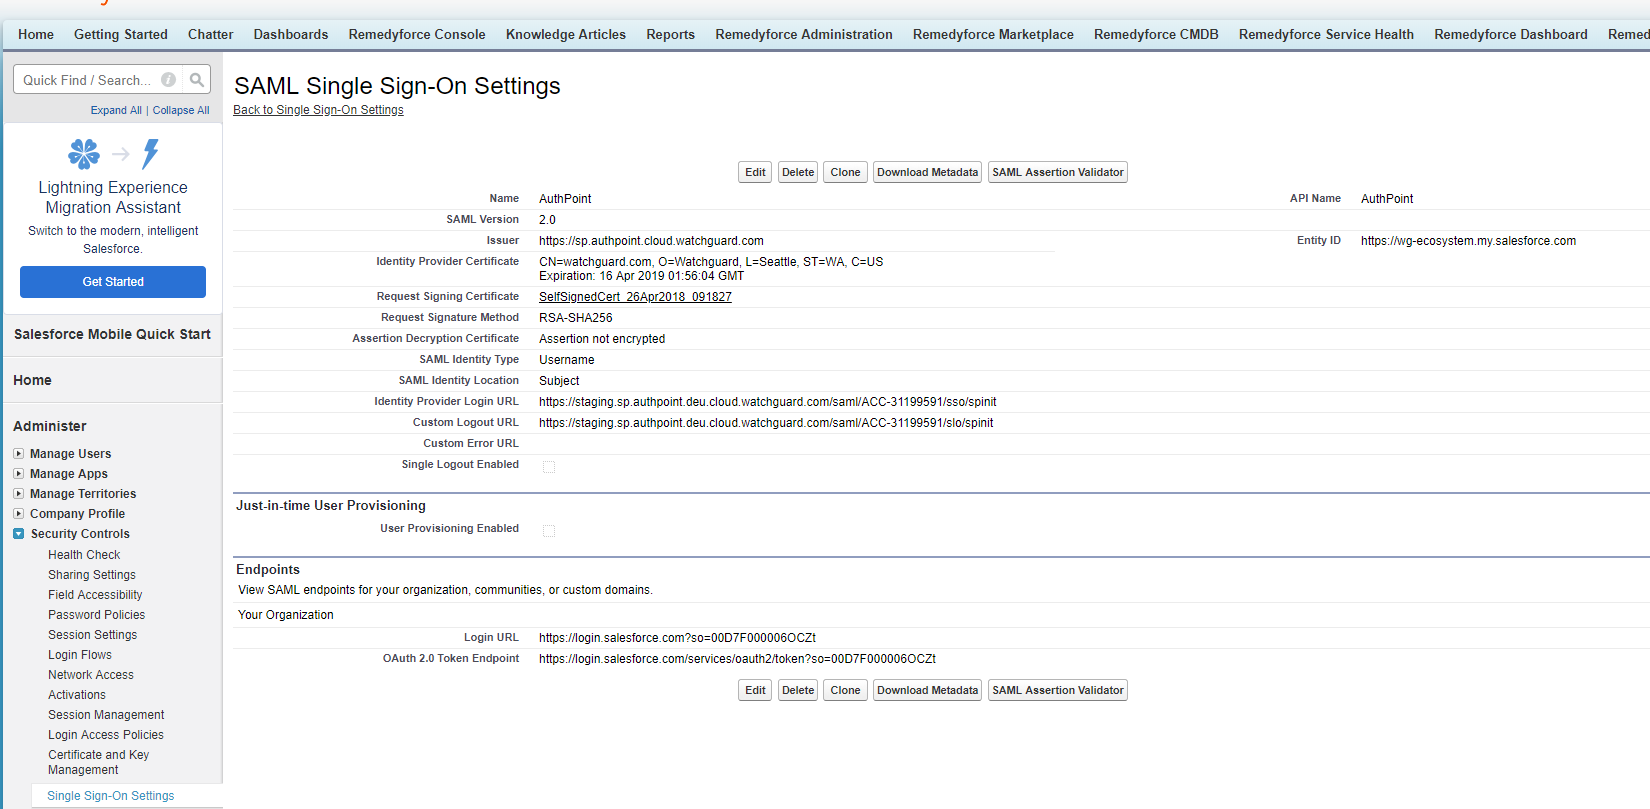 Home Getting Started Chatter Dashboards Remedyforce Console Knowledge Articles Reports Remedyforce Administration Remedyforce Marketplace Remedyforce CMDB Remedyforce Service Health Remedyforce Dashboard
Quick Find / Search...
Expand All | Collapse All
Lightning Experience
Migration Assistant
Switch to the modern, intelligent
Salesforce.
Get Started
Salesforce Mobile Quick Start
Home
Administer
Manage Users
Manage Apps
Manage Territories
Company Profile
Security Controls
Health Check
Sharing Settings
Field Accessibility
Password Policies
Session Settings
Login Flows
Network Access
Activations
Session Management
Login Access Policies
Certificate and Key
Management
Single Sign-On Settings
SAML Single Sign-On Settings
Back to Single Sign-On Settings
Edit Delete Clone Download Metadata SAML Assertion Validator
Name AuthPoint API Name AuthPoint
SAML Version 2.0
Issuer https://sp.authpoint.cloud.watchguard.com Entity ID https://wg-ecosystem.my.salesforce.com
Identity Provider Certificate CN=watchguard.com, O=Watchguard, L=Seattle, ST=WA, C=US
Expiration: 16 Apr 2019 01:56:04 GMT
Request Signing Certificate SelfSignedCert_26Apr2018_091827
Request Signature Method RSA-SHA256
Assertion Decryption Certificate Assertion not encrypted
SAML Identity Type Username
SAML Identity Location Subject
Identity Provider Login URL https://staging.sp.authpoint.deu.cloud.watchguard.com/saml/ACC-31199591/sso/spinit
Custom Logout URL https://staging.sp.authpoint.deu.cloud.watchguard.com/saml/ACC-31199591/slo/spinit
Custom Error URL
Single Logout Enabled
Just-in-time User Provisioning
User Provisioning Enabled
Endpoints
View SAML endpoints for your organization, communities, or custom domains.
Your Organization
Login URL https://login.salesforce.com?so=00D7F000006OCZt
OAuth 2.0 Token Endpoint https://login.salesforce.com/services/oauth2/token?so=00D7F000006OCZt
Edit Delete Clone Download Metadata SAML Assertion Validator